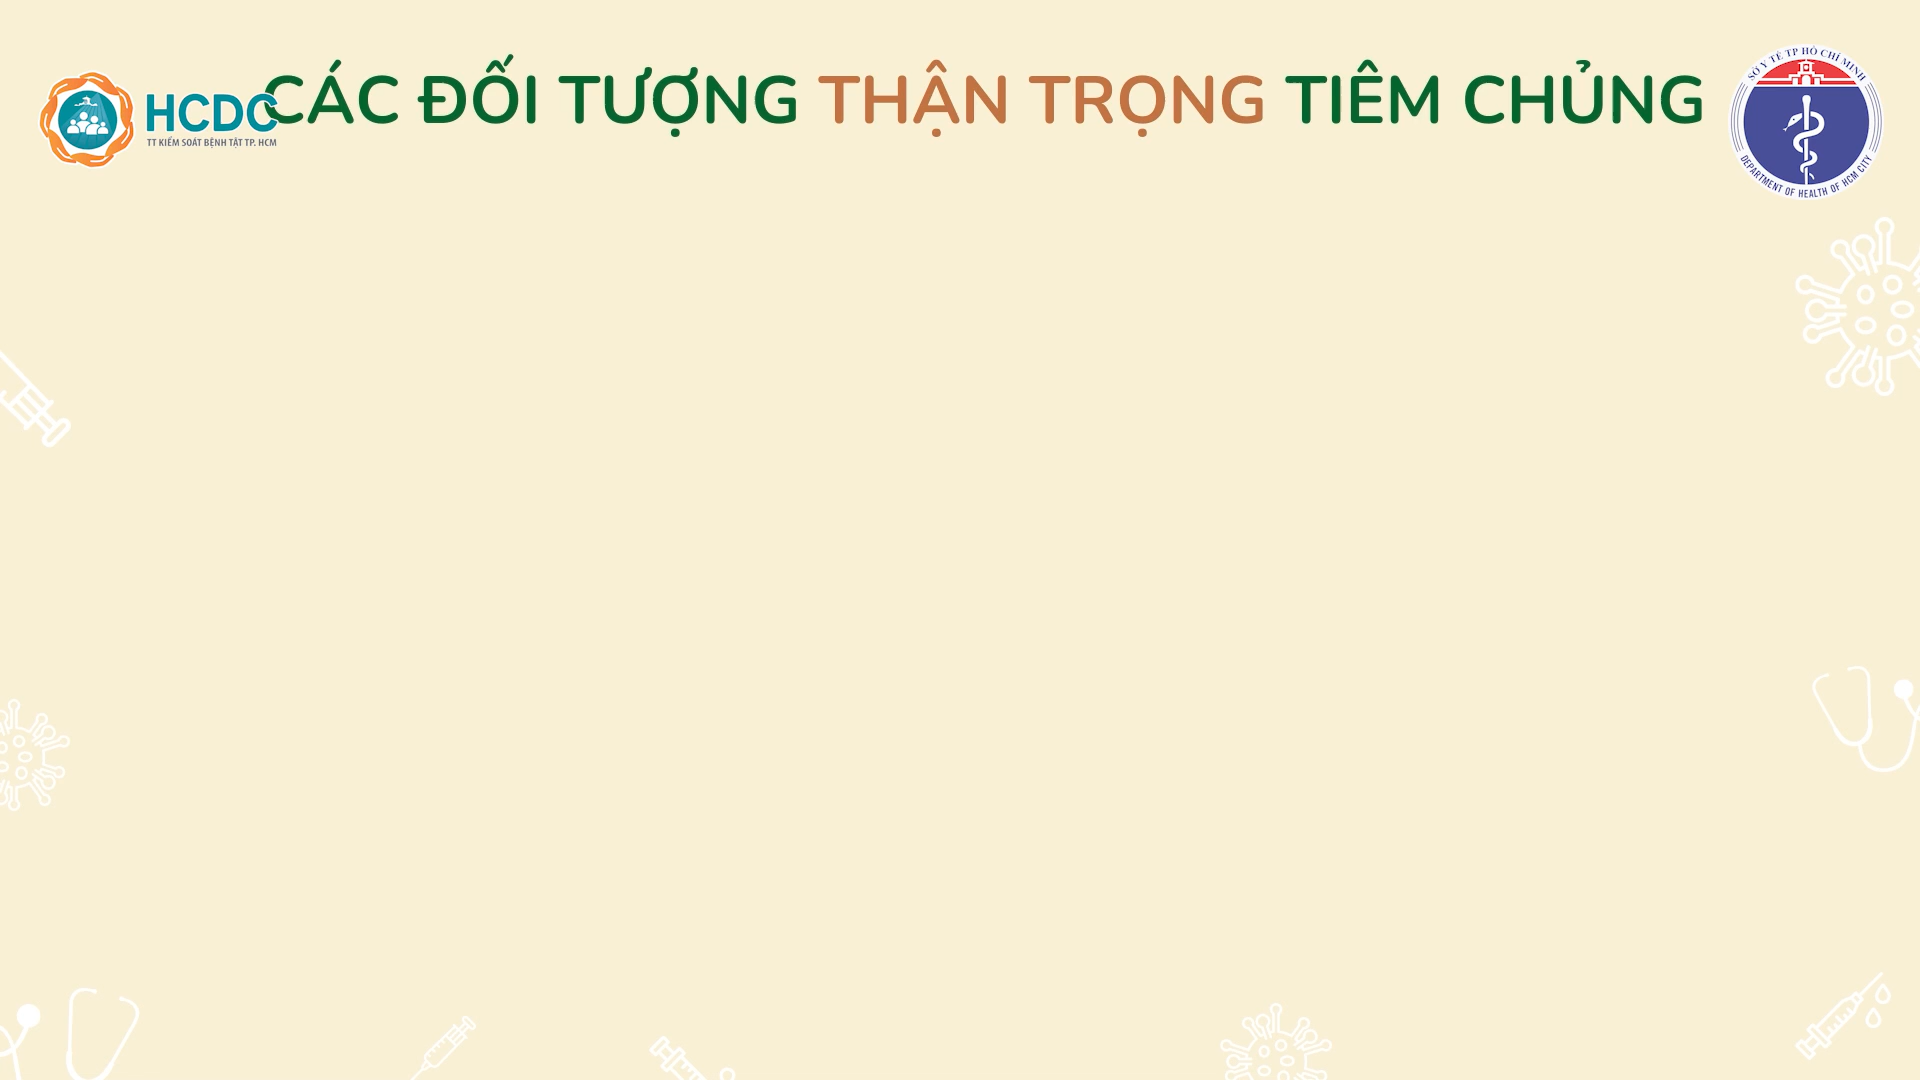 HCDC
TT KIỂM SOÁT BỆNH TẬT TP. HCM
CÁC ĐỐI TƯỢNG THẬN TRỌNG TIÊM CHỦNG
SỞ Y TẾ TP HỒ CHÍ MINH
DEPARTMENT OF HEALTH OF HCM CITY